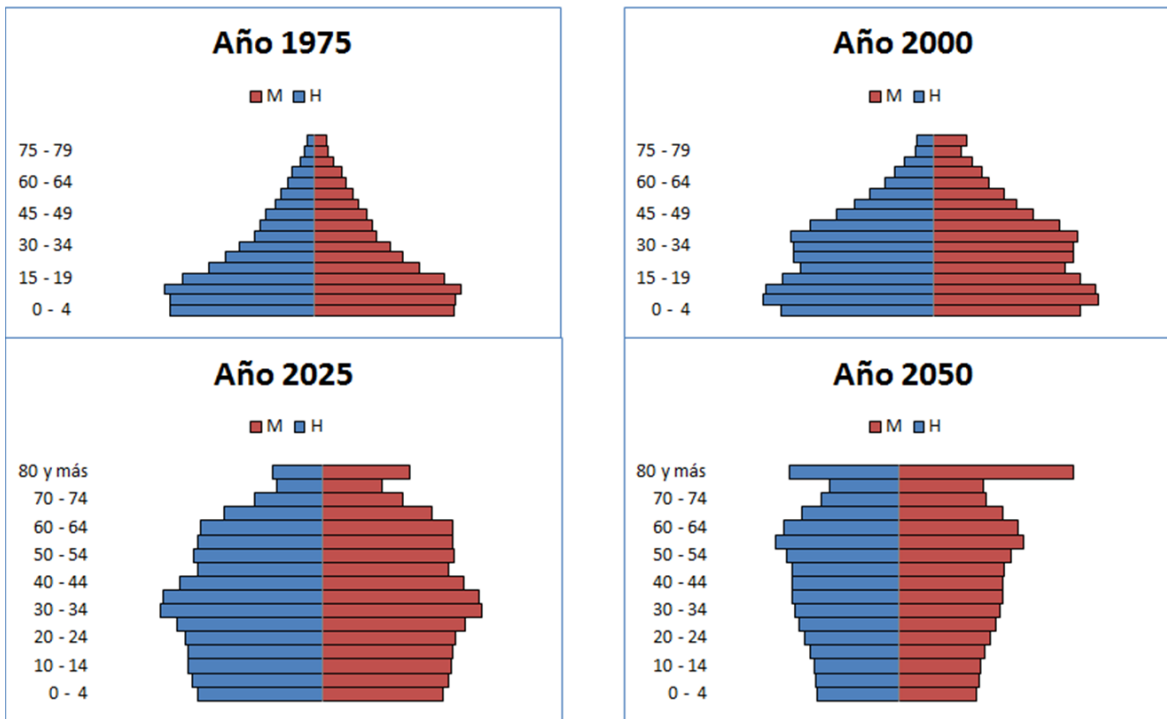 Año 1975
M H
75 - 79
60 - 64
45 - 49
30 - 34
15 - 19
0 - 4
Año 2000
M H
75 - 79
60 - 64
45 - 49
30 - 34
15 - 19
0 - 4
Año 2025
M H
80 y más
70 - 74
60 - 64
50 - 54
40 - 44
30 - 34
20 - 24
10 - 14
0 - 4
Año 2050
M H
80 y más
70 - 74
60 - 64
50 - 54
40 - 44
30 - 34
20 - 24
10 - 14
0 - 4